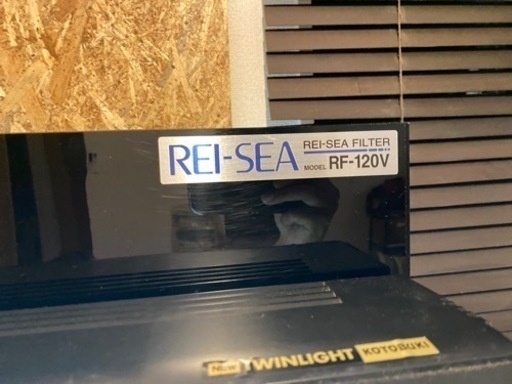 REI-SEA
REI-SEA FILTER
MODEL RF-120V
New TWINLIGHT KOTOBUKI